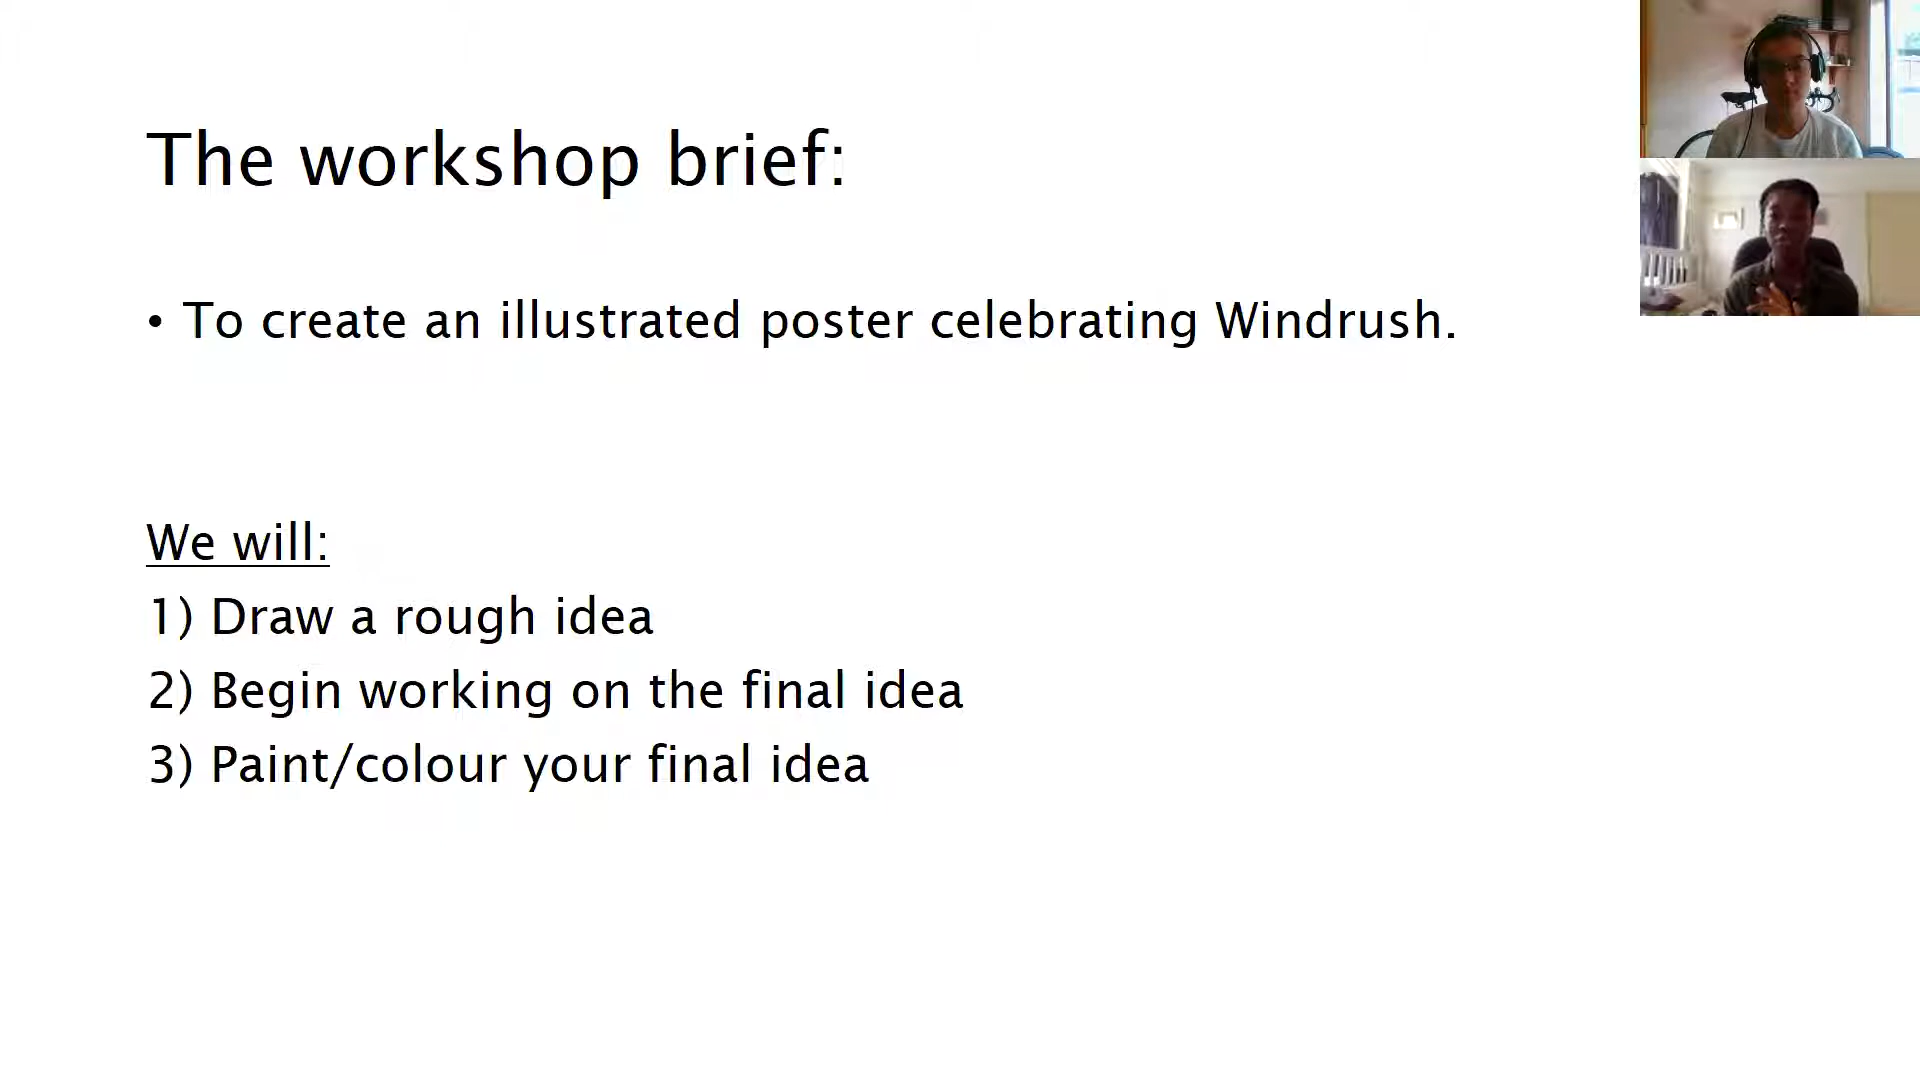 The workshop brief:
• To create an illustrated poster celebrating Windrush.
We will:
1) Draw a rough idea
2) Begin working on the final idea
3) Paint/colour your final idea